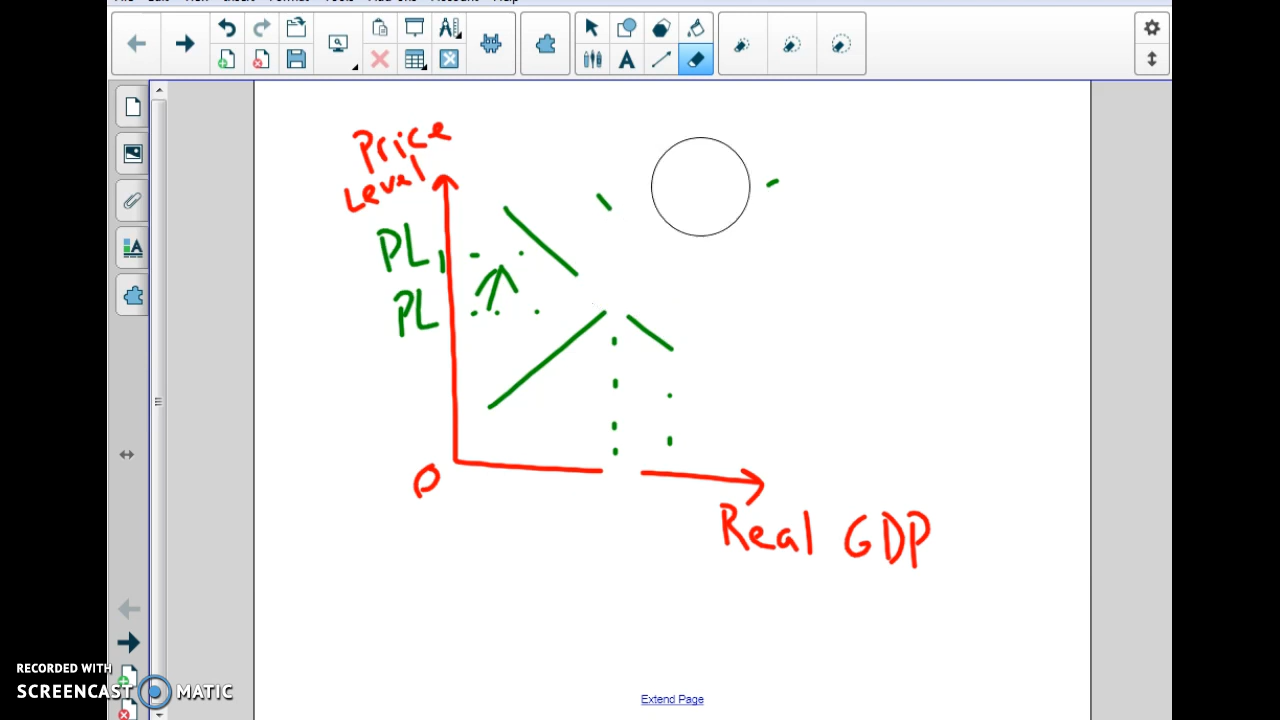 Price
Level
PL1
PL
0
Real GDP
Extend Page
RECORDED WITH
SCREENCAST MATIC